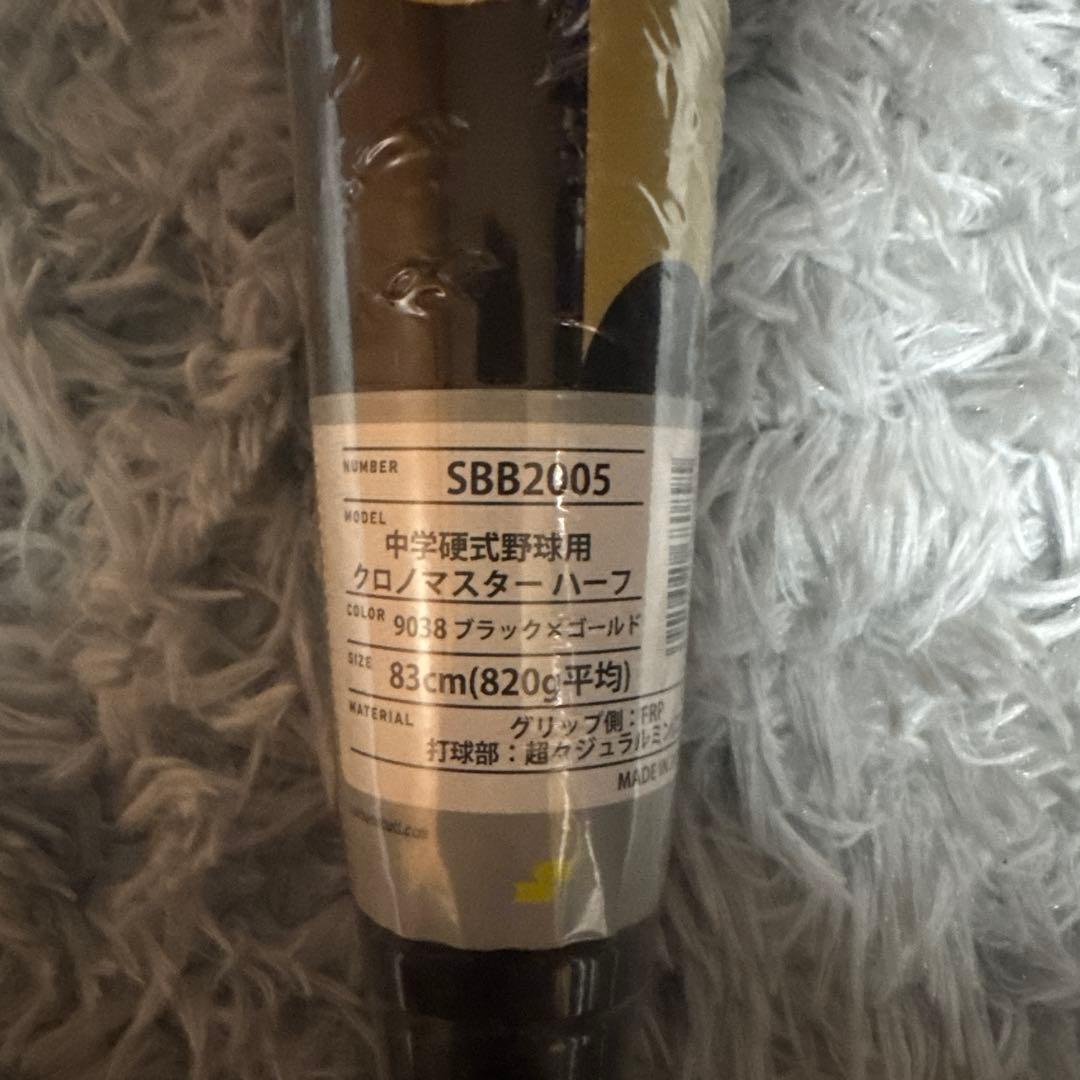 NUMBER SBB2005
MODEL
中学硬式野球用
クロノマスター ハーフ
COLOR 9038 ブラック×ゴールド
SIZE 83cm(820g平均)
MATERIAL
グリップ側：FRP
打球部：超々ジュラルミン
MADE IN